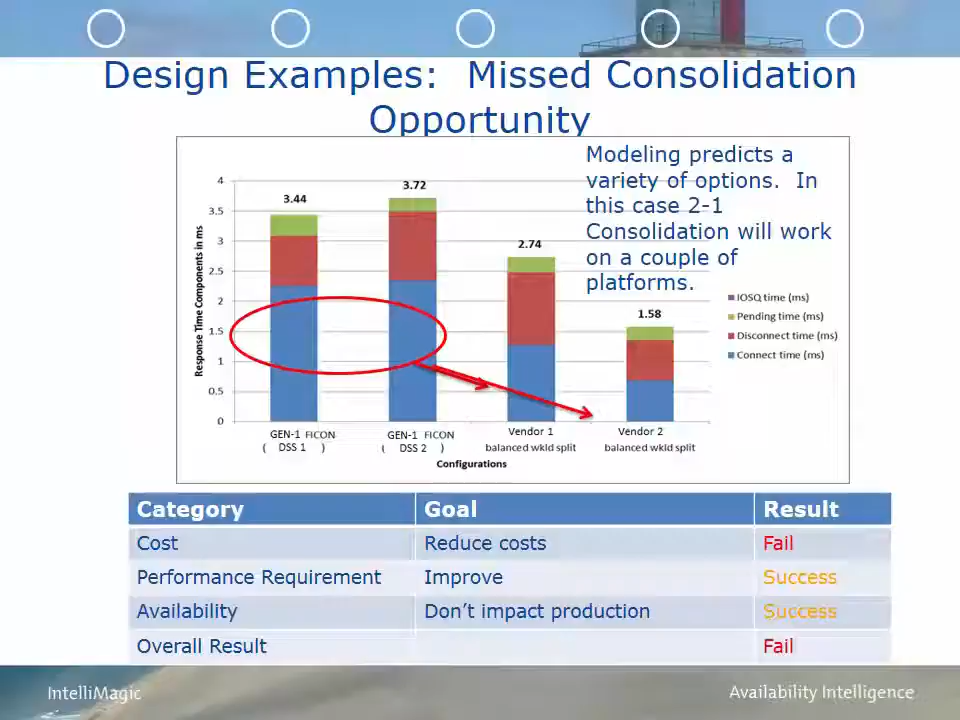 Design Examples:  Missed Consolidation
Opportunity
Modeling predicts a
variety of options.  In
this case 2-1
Consolidation will work
on a couple of
platforms.
Response Time Components in ms
4
3.5
3
2.5
2
1.5
1
0.5
0
3.44
3.72
2.74
1.58
IOSQ time (ms)
Pending time (ms)
Disconnect time (ms)
Connect time (ms)
GEN-1 FICON
( DSS 1 )
GEN-1 FICON
( DSS 2 )
Vendor 1
balanced wkld split
Vendor 2
balanced wkld split
Configurations
Category Goal Result
Cost Reduce costs Fail
Performance Requirement Improve Success
Availability Don't impact production Success
Overall Result Fail
IntelliMagic
Availability Intelligence